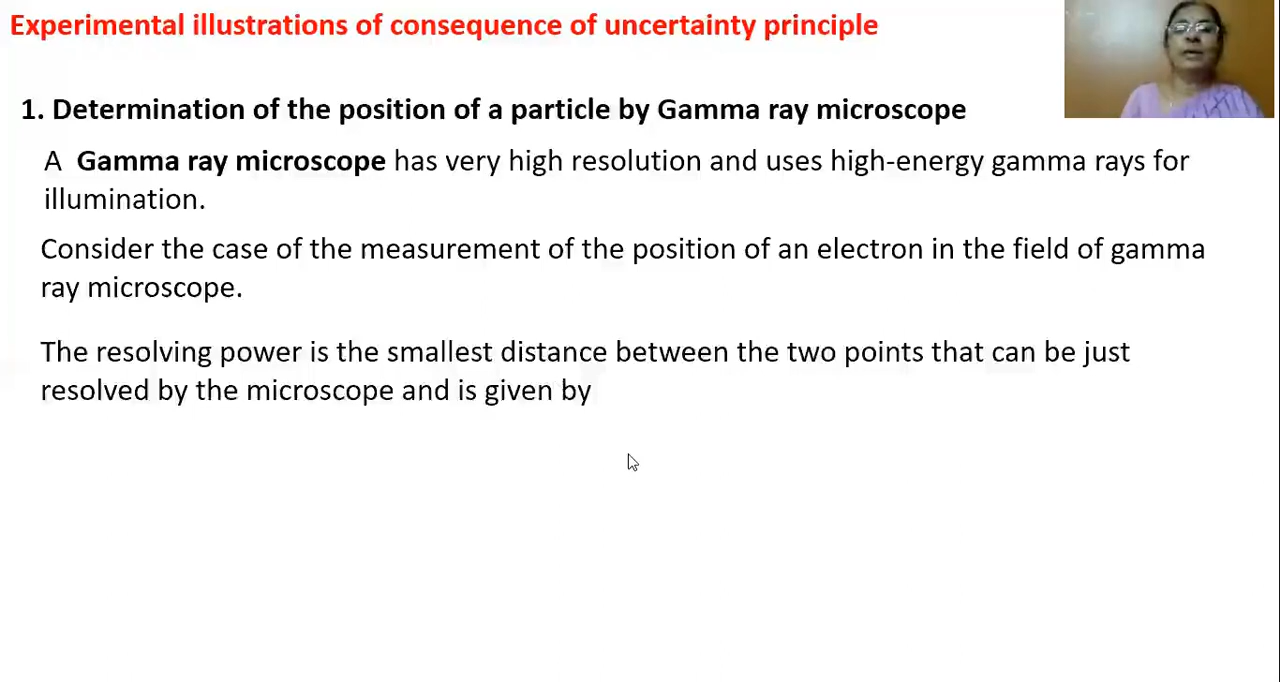 Experimental illustrations of consequence of uncertainty principle
1. Determination of the position of a particle by Gamma ray microscope
A Gamma ray microscope has very high resolution and uses high-energy gamma rays for
illumination.
Consider the case of the measurement of the position of an electron in the field of gamma
ray microscope.
The resolving power is the smallest distance between the two points that can be just
resolved by the microscope and is given by